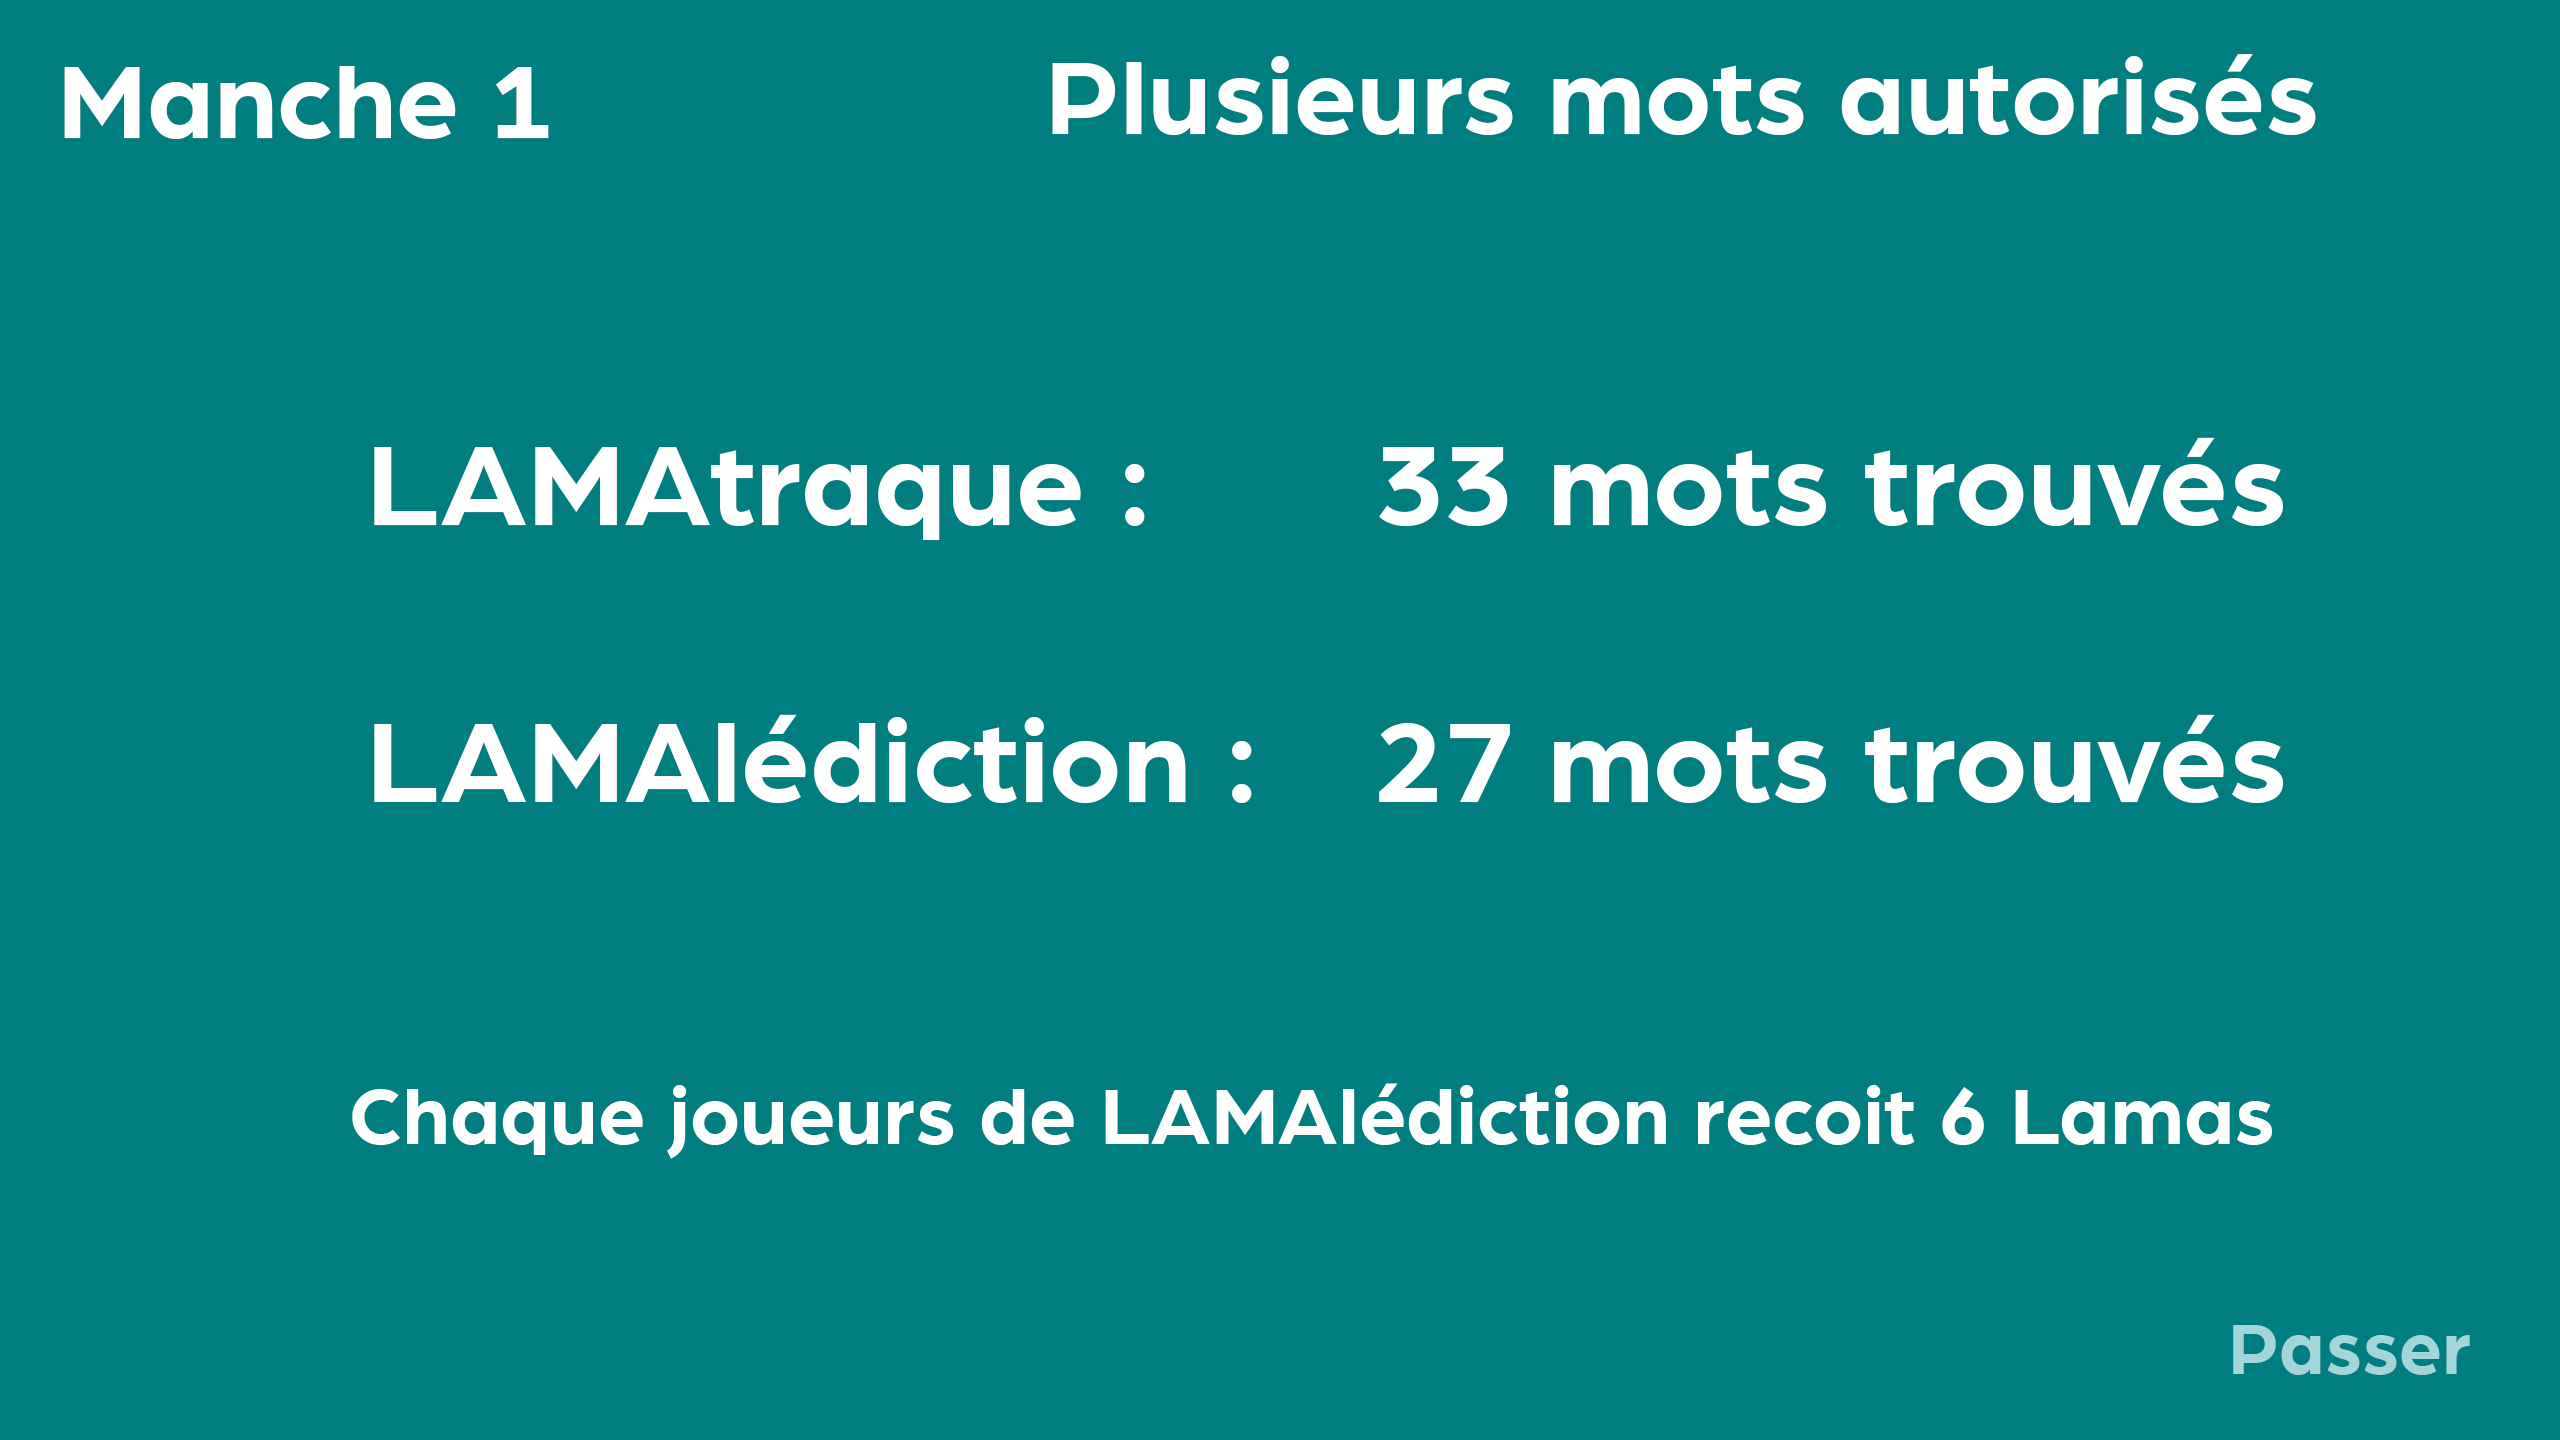 Manche 1
Plusieurs mots autorisés
LAMAtraque : 33 mots trouvés
LAMAlédiction : 27 mots trouvés
Chaque joueurs de LAMAlédiction recoit 6 Lamas
Passer